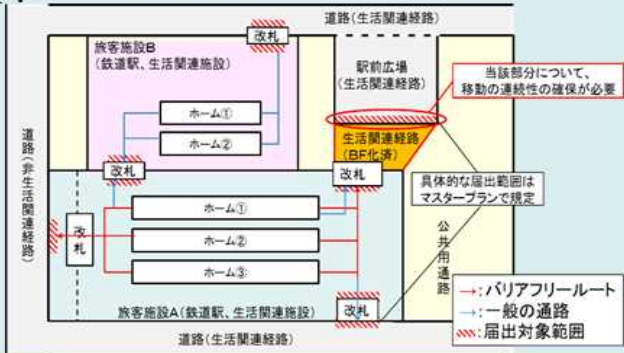 道路(生活関連経路)
改札
旅客施設B
(鉄道駅、生活関連施設)
駅前広場
(生活関連経路)
当該部分について、
移動の連続性の確保が必要
ホーム①
ホーム②
生活関連経路
(BF化済)
道路(非生活関連経路)
改札
改札
具体的な届出範囲は
マスタープランで規定
ホーム①
改札
ホーム②
公共用通路
ホーム③
→:バリアフリールート
→:一般の通路
:届出対象範囲
旅客施設A(鉄道駅、生活関連施設)
改札
道路(生活関連経路)